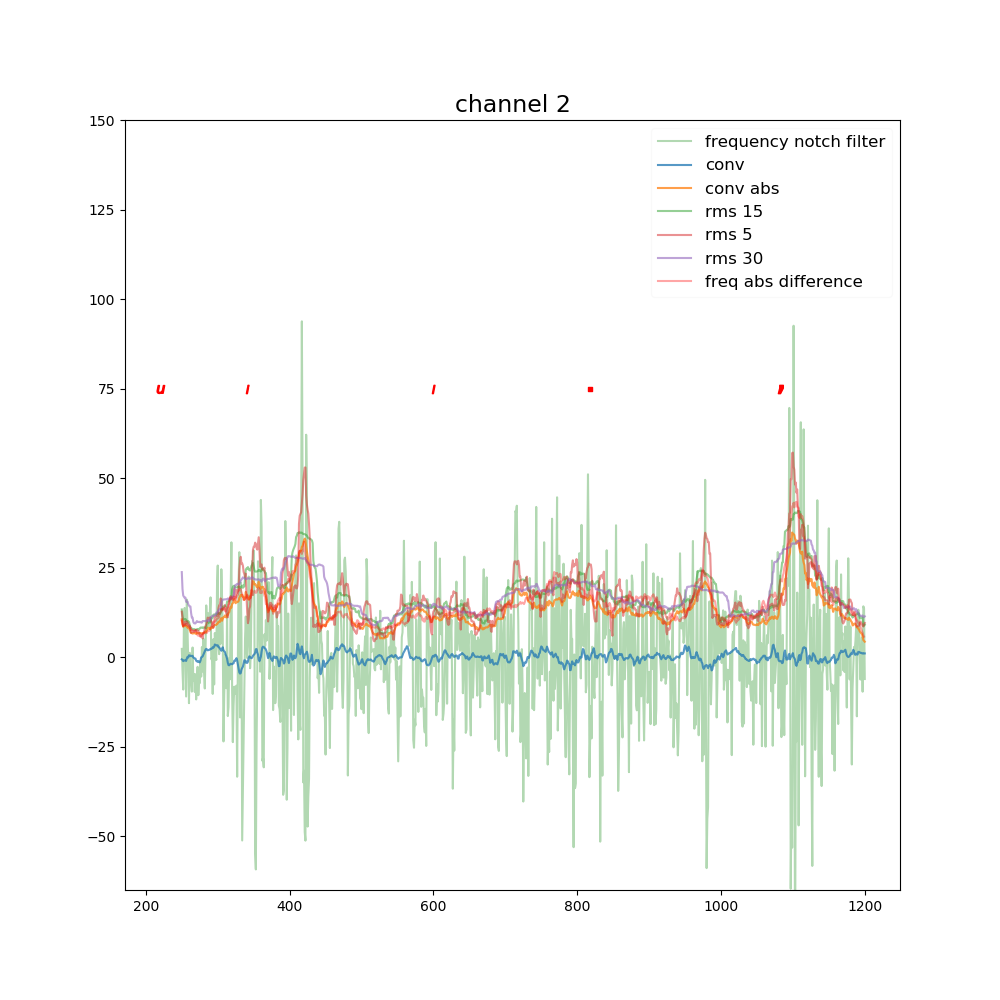 channel 2
150
125
100
75
50
25
0
−25
−50
frequency notch filter
conv
conv abs
rms 15
rms 5
rms 30
freq abs difference
u ı ı .
200 400 600 800 1000 1200